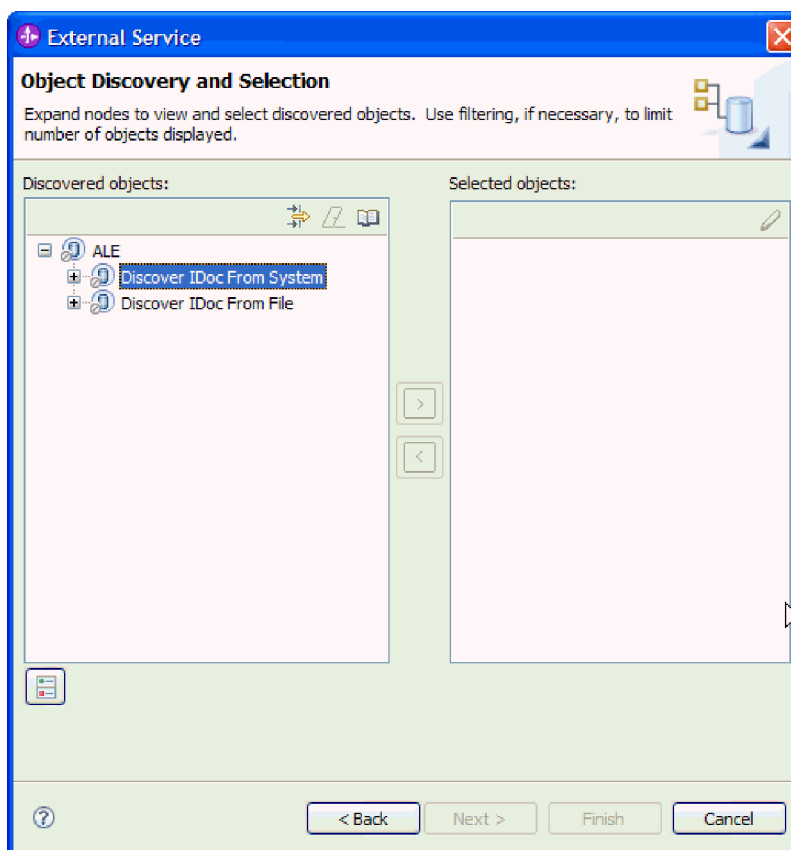 External Service
Object Discovery and Selection
Expand nodes to view and select discovered objects. Use filtering, if necessary, to limit
number of objects displayed.
Discovered objects:
Selected objects:
ALE
Discover IDoc From System
Discover IDoc From File
>
<
?
< Back
Next >
Finish
Cancel